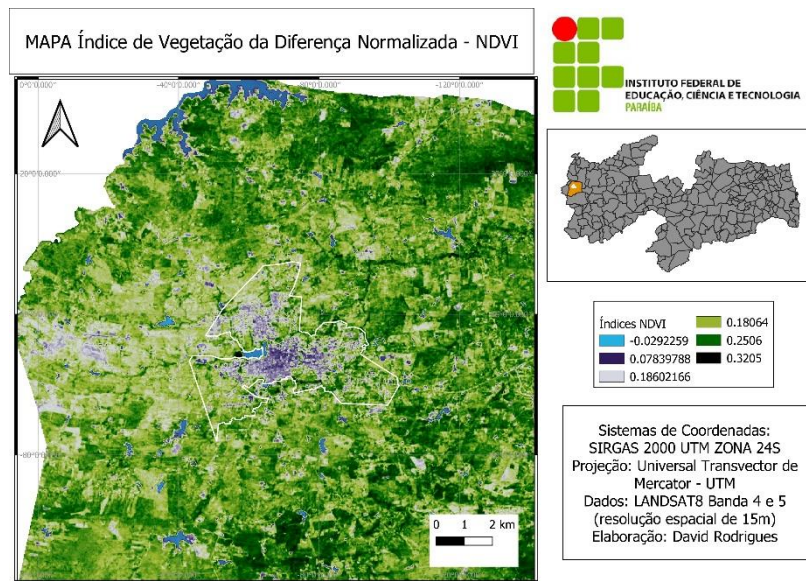 MAPA Índice de Vegetação da Diferença Normalizada - NDVI
INSTITUTO FEDERAL DE
EDUCAÇÃO, CIÊNCIA E TECNOLOGIA
PARAÍBA
0°0'0.000"
-40°0'0.000"
-80°0'0.000"
-120°0'0.000"
20°0'0.000"
0 1 2 km
Índices NDVI
-0.0292259
0.07839788
0.18602166
0.18064
0.2506
0.3205
Sistemas de Coordenadas:
SIRGAS 2000 UTM ZONA 24S
Projeção: Universal Transvector de
Mercator - UTM
Dados: LANDSAT8 Banda 4 e 5
(resolução espacial de 15m)
Elaboração: David Rodrigues